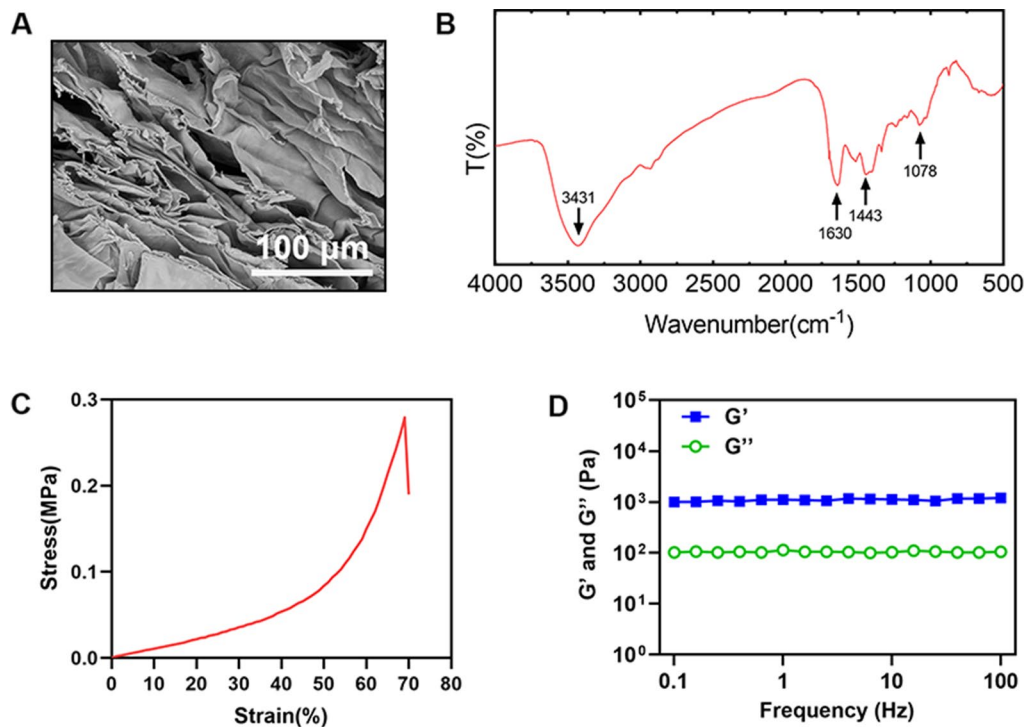 A
100 μm
B
T(%)
3431
1630
1443
1078
4000 3500 3000 2500 2000 1500 1000 500
Wavenumber(cm⁻¹)
C
Stress(MPa)
0.3
0.2
0.1
0.0
0 10 20 30 40 50 60 70 80
Strain(%)
D
G' and G'' (Pa)
10⁵
10⁴
10³
10²
10¹
10⁰
G'
G''
0.1 1 10 100
Frequency (Hz)